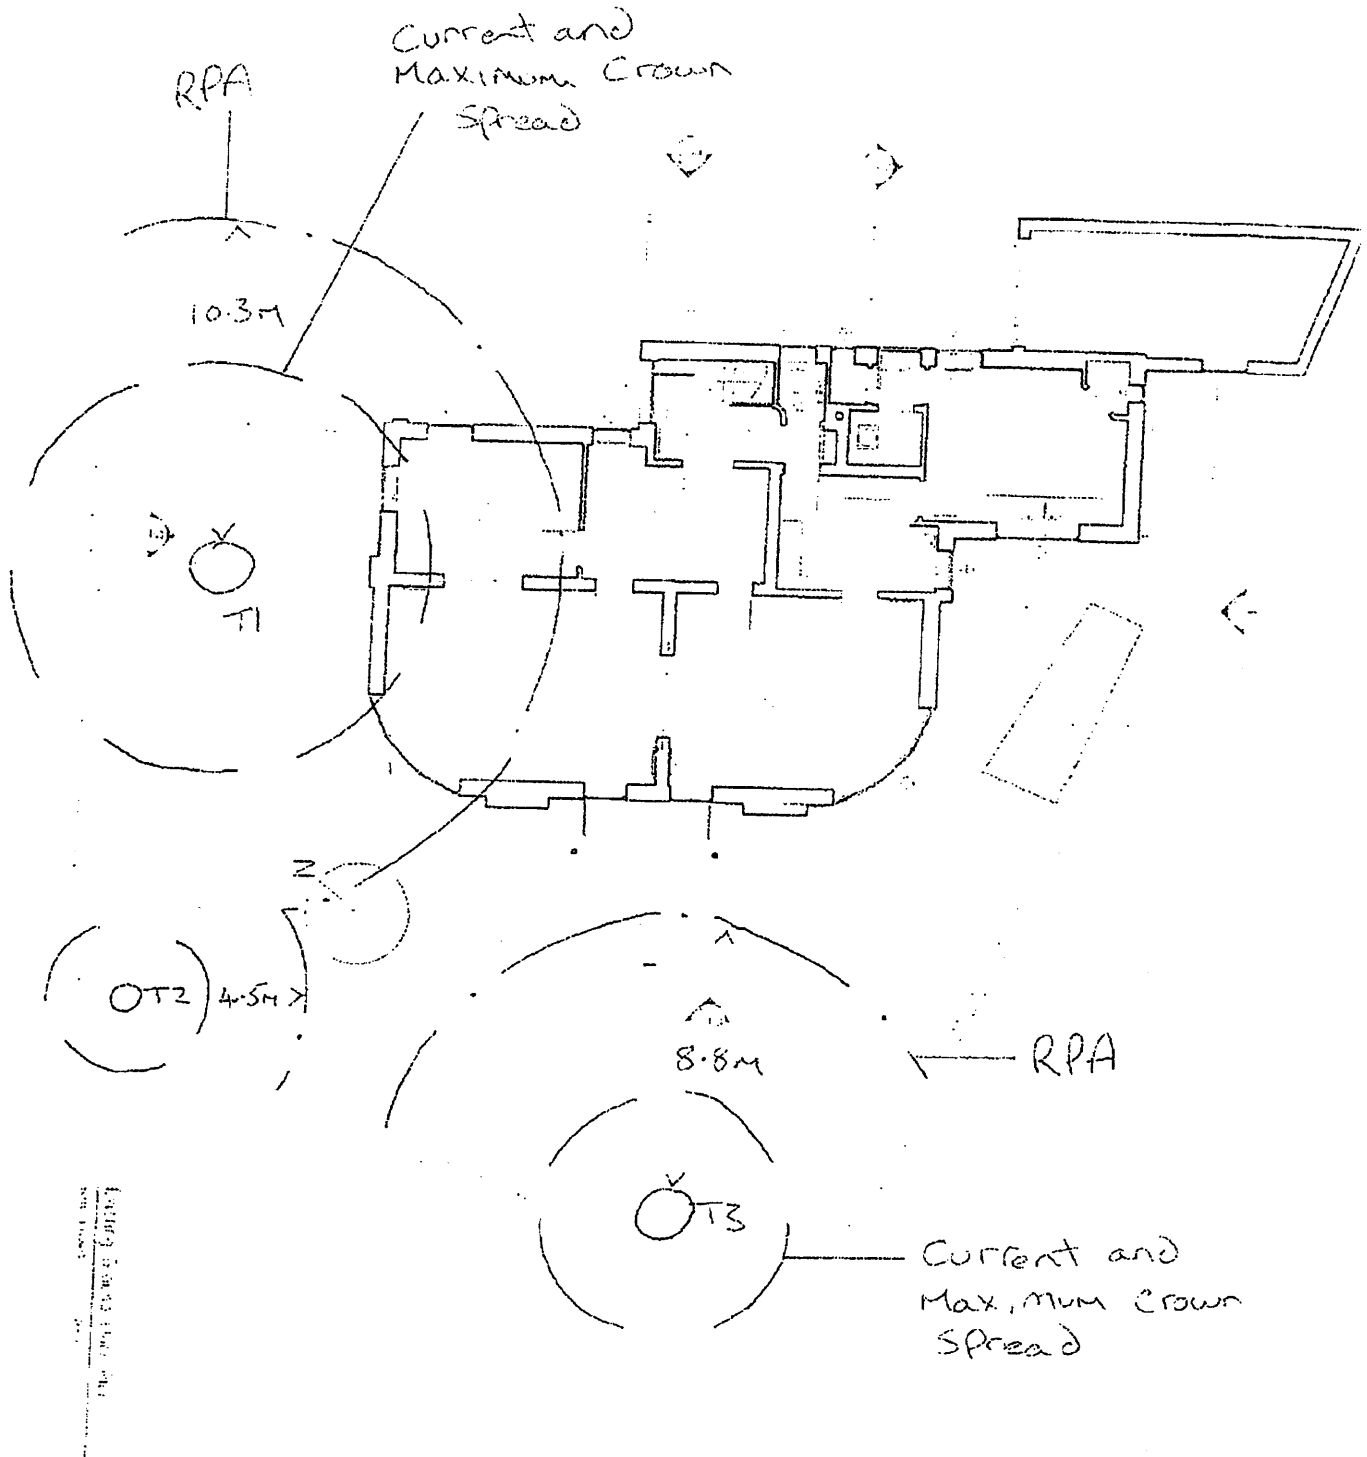 Current and
Maximum Crown
Spread
RPA
10.3m
T1
N
T2
4.5m
8.8m
RPA
T3
Current and
Maximum Crown
Spread